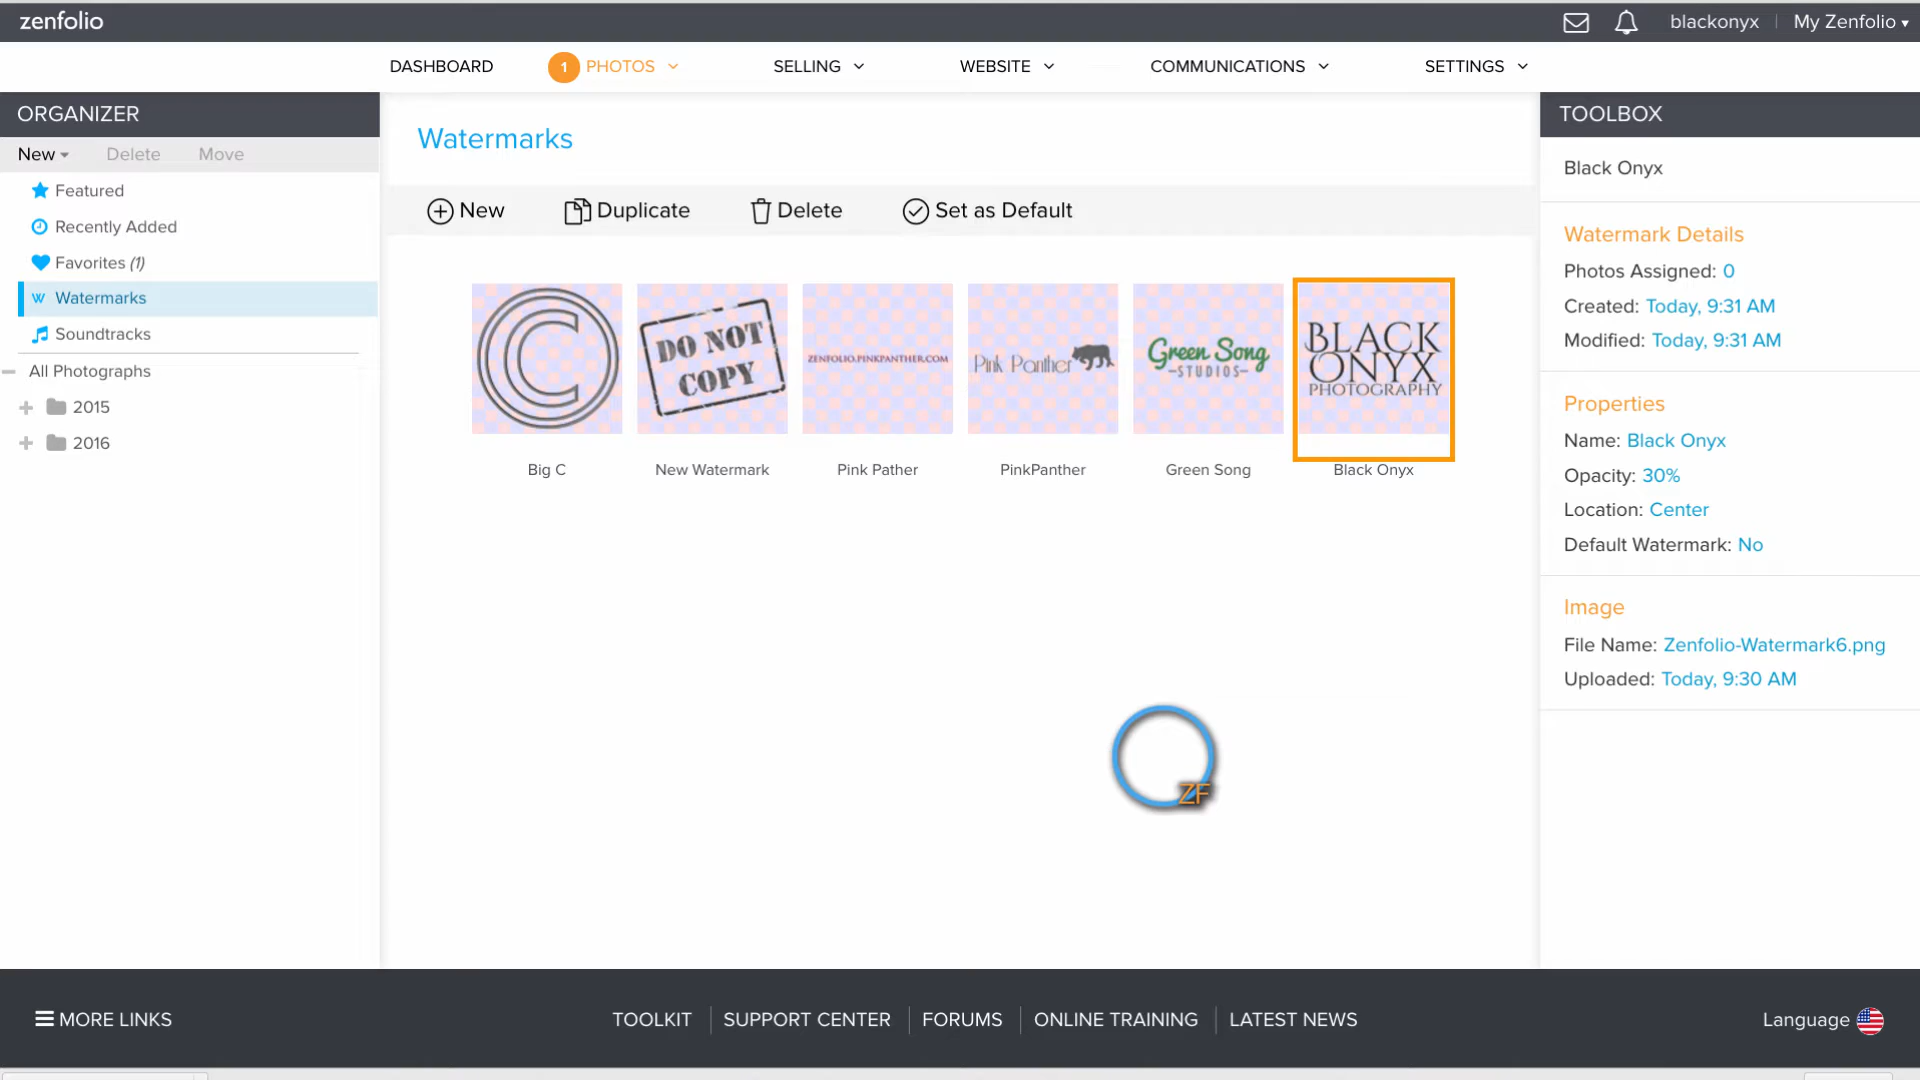 zenfolio
blackonyx
My Zenfolio
DASHBOARD
1 PHOTOS
SELLING
WEBSITE
COMMUNICATIONS
SETTINGS
ORGANIZER
New
Delete
Move
Featured
Recently Added
Favorites (1)
W Watermarks
Soundtracks
All Photographs
2015
2016
Watermarks
New
Duplicate
Delete
Set as Default
C
DO NOT
COPY
ZENFOLIO.PINKPANTHER.COM
Pink Panther
Green Song
-STUDIOS-
BLACK
ONYX
PHOTOGRAPHY
Big C
New Watermark
Pink Pather
PinkPanther
Green Song
Black Onyx
ZF
TOOLBOX
Black Onyx
Watermark Details
Photos Assigned: 0
Created: Today, 9:31 AM
Modified: Today, 9:31 AM
Properties
Name: Black Onyx
Opacity: 30%
Location: Center
Default Watermark: No
Image
File Name: Zenfolio-Watermark6.png
Uploaded: Today, 9:30 AM
MORE LINKS
TOOLKIT
SUPPORT CENTER
FORUMS
ONLINE TRAINING
LATEST NEWS
Language